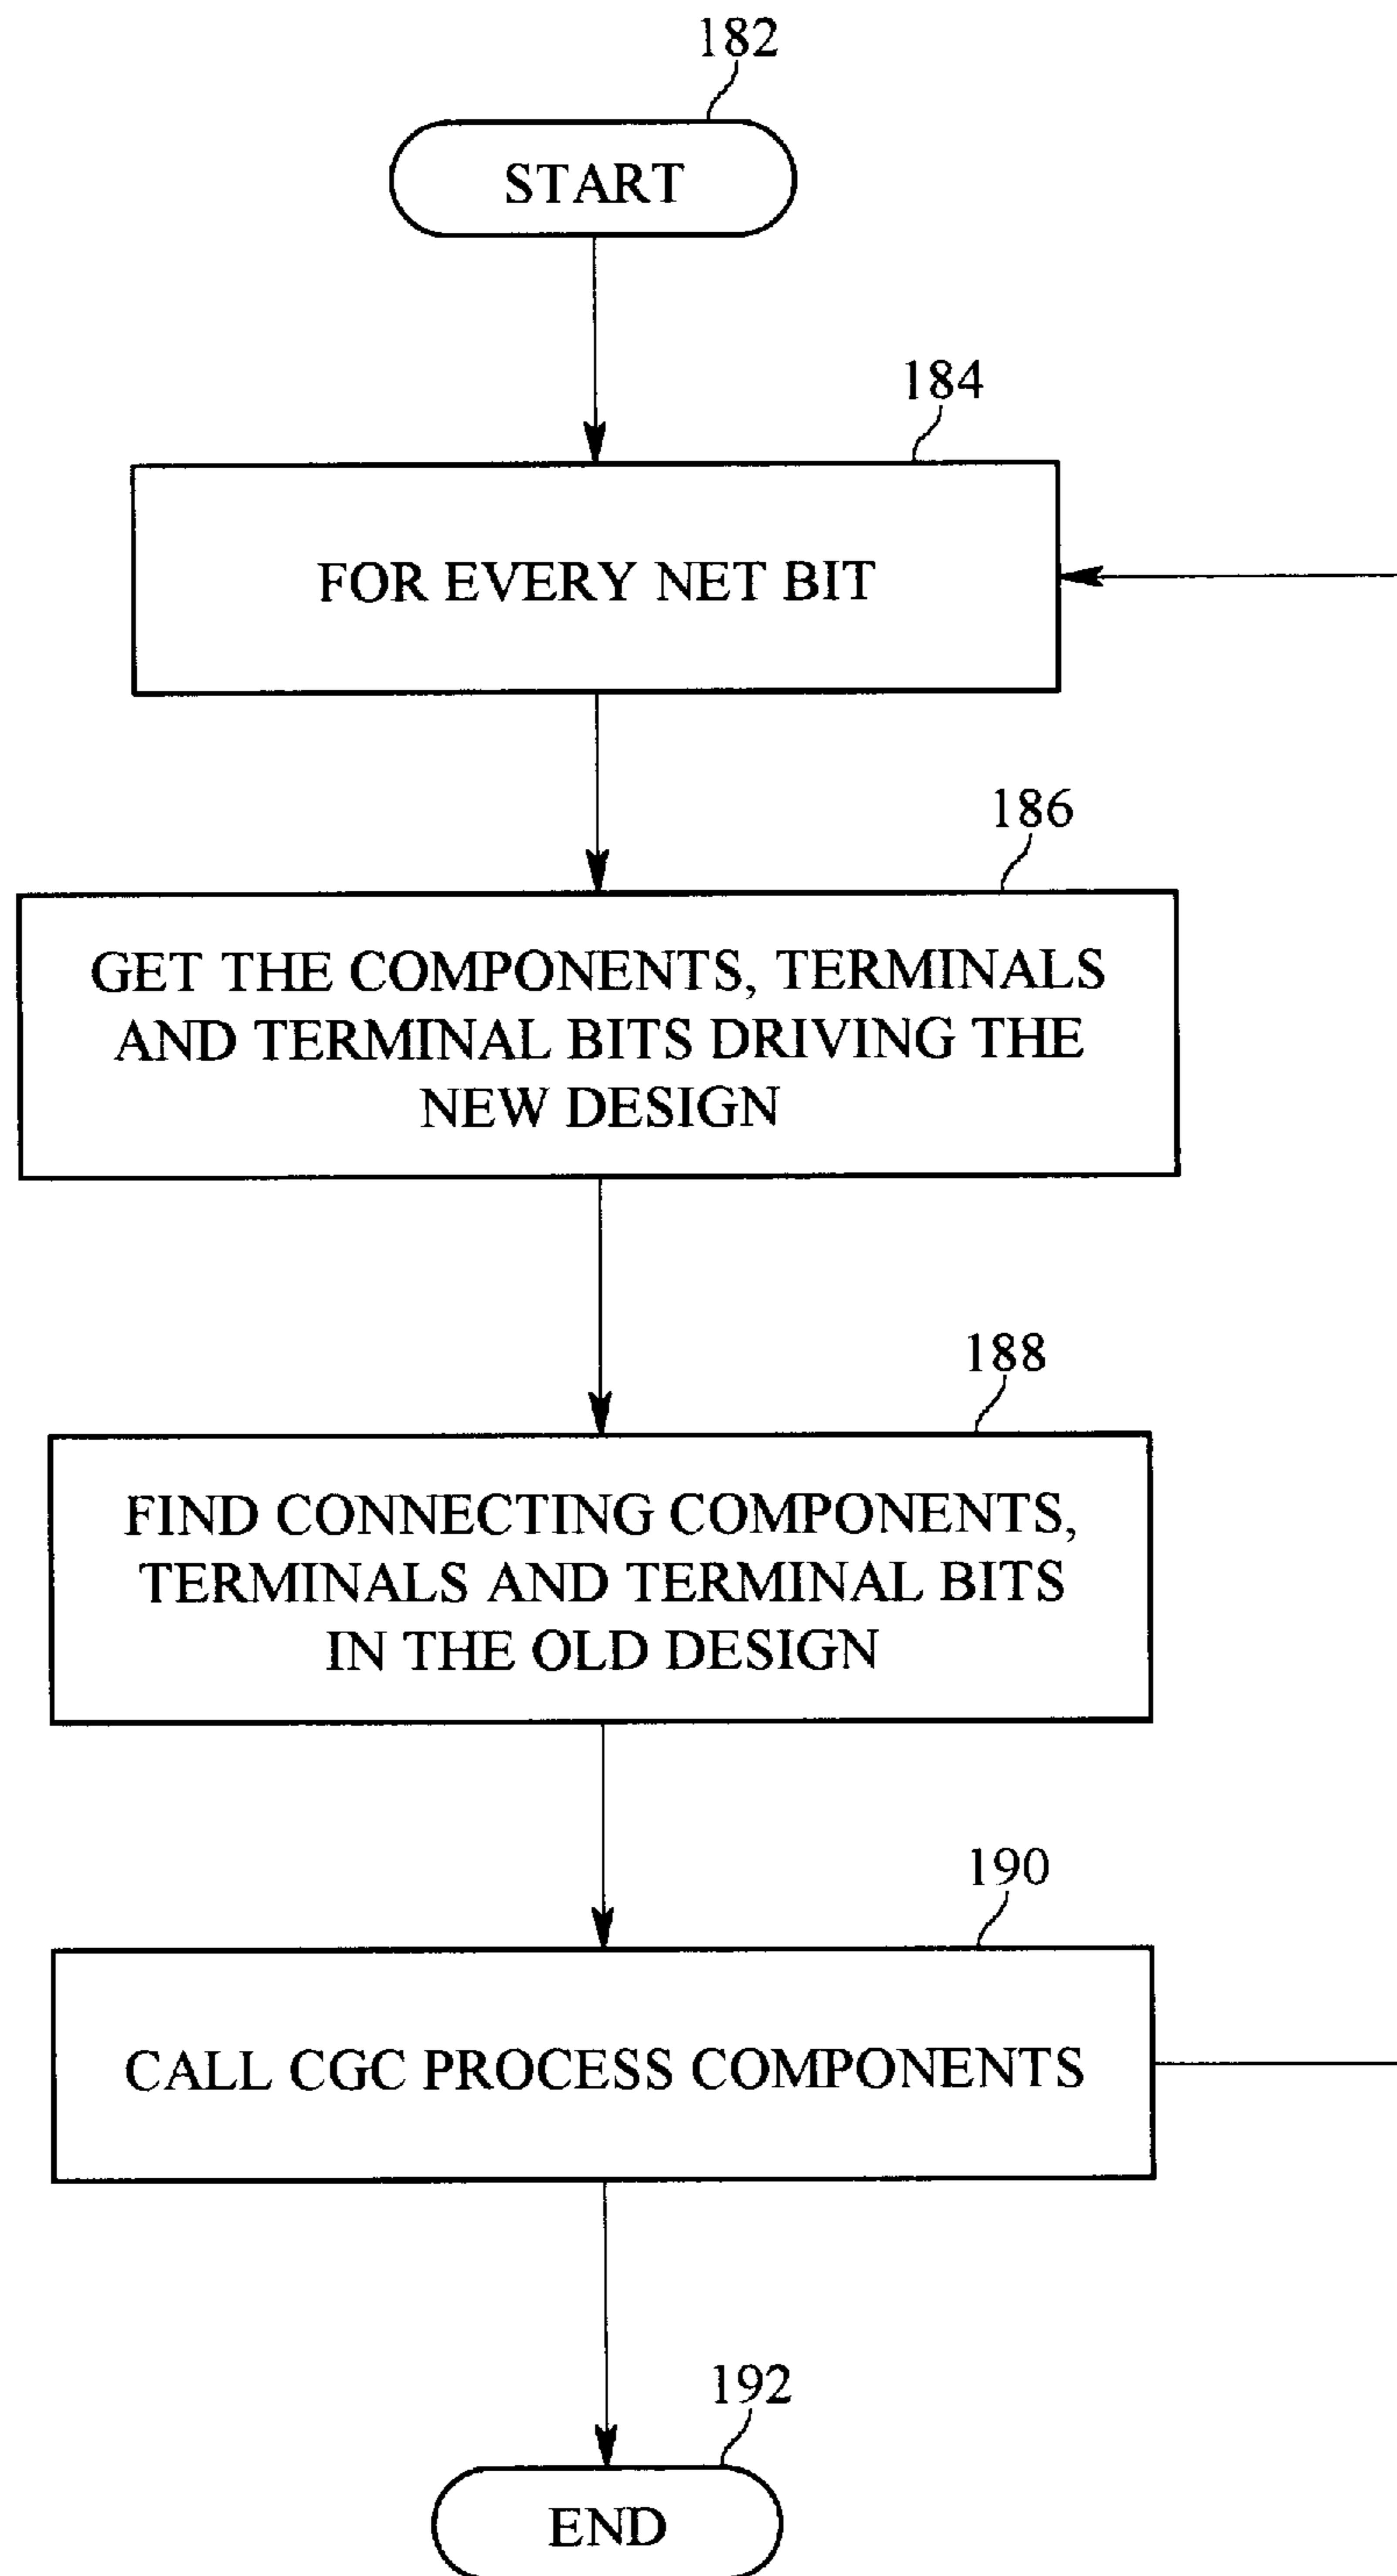 182
START
184
FOR EVERY NET BIT
186
GET THE COMPONENTS, TERMINALS
AND TERMINAL BITS DRIVING THE
NEW DESIGN
188
FIND CONNECTING COMPONENTS,
TERMINALS AND TERMINAL BITS
IN THE OLD DESIGN
190
CALL CGC PROCESS COMPONENTS
192
END